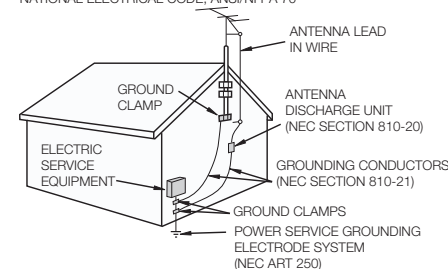 ANTENNA LEAD
IN WIRE
GROUND
CLAMP
ANTENNA
DISCHARGE UNIT
(NEC SECTION 810-20)
ELECTRIC
SERVICE
EQUIPMENT
GROUNDING CONDUCTORS
(NEC SECTION 810-21)
GROUND CLAMPS
POWER SERVICE GROUNDING
ELECTRODE SYSTEM
(NEC ART 250)